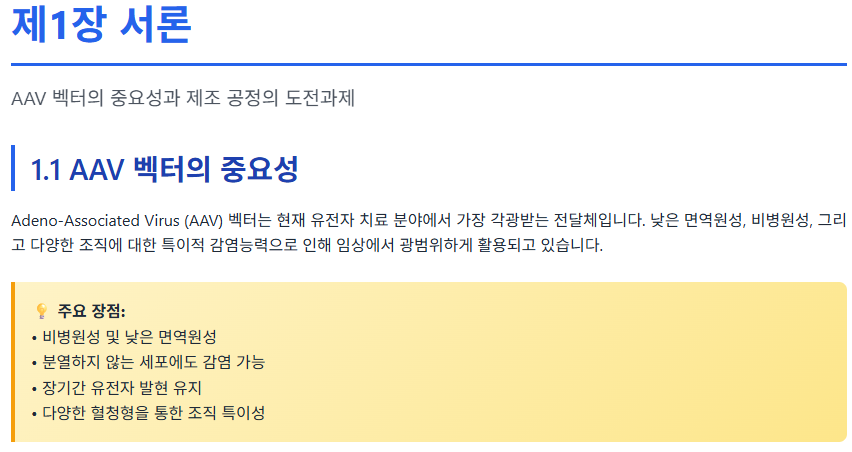 제1장 서론
AAV 벡터의 중요성과 제조 공정의 도전과제
1.1 AAV 벡터의 중요성
Adeno-Associated Virus (AAV) 벡터는 현재 유전자 치료 분야에서 가장 각광받는 전달체입니다. 낮은 면역원성, 비병원성, 그리
고 다양한 조직에 대한 특이적 감염능력으로 인해 임상에서 광범위하게 활용되고 있습니다.
💡 주요 장점:
• 비병원성 및 낮은 면역원성
• 분열하지 않는 세포에도 감염 가능
• 장기간 유전자 발현 유지
• 다양한 혈청형을 통한 조직 특이성